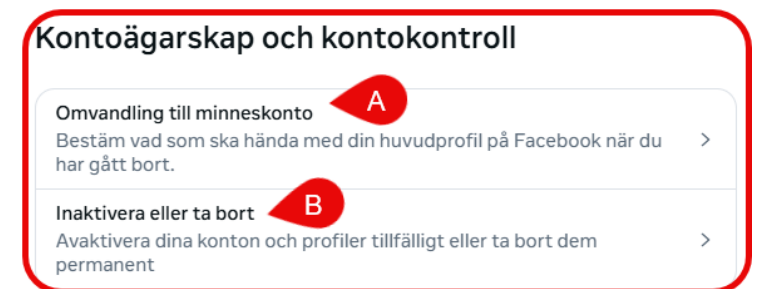 Kontoägarskap och kontokontroll
Omvandling till minneskonto
A
Bestäm vad som ska hända med din huvudprofil på Facebook när du
har gått bort.
Inaktivera eller ta bort
B
Avaktivera dina konton och profiler tillfälligt eller ta bort dem
permanent